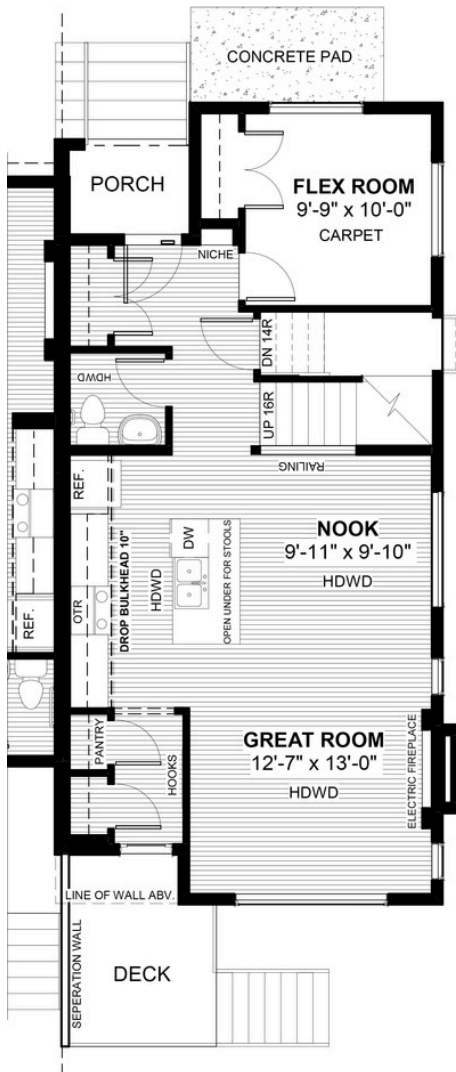 CONCRETE PAD
PORCH
FLEX ROOM
9'-9" x 10'-0"
CARPET
NICHE
DN 14R
HDWD
UP 16R
RAILING
REF.
DW
NOOK
9'-11" x 9'-10"
HDWD
OPEN UNDER FOR STOOLS
HDWD
DROP BULKHEAD 10"
OTR
REF.
PANTRY
HOOKS
GREAT ROOM
12'-7" x 13'-0"
HDWD
ELECTRIC FIREPLACE
LINE OF WALL ABV.
SEPERATION WALL
DECK